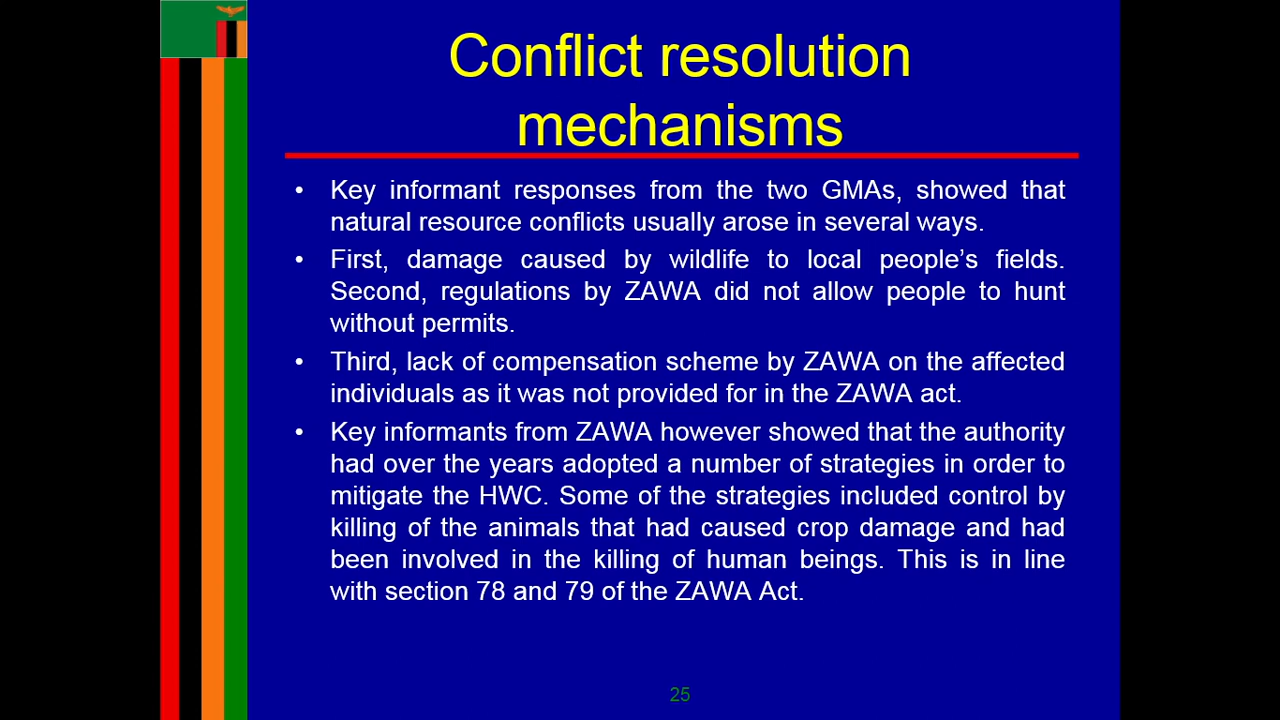 Conflict resolution
mechanisms
• Key informant responses from the two GMAs, showed that
natural resource conflicts usually arose in several ways.
• First, damage caused by wildlife to local people's fields.
Second, regulations by ZAWA did not allow people to hunt
without permits.
• Third, lack of compensation scheme by ZAWA on the affected
individuals as it was not provided for in the ZAWA act.
• Key informants from ZAWA however showed that the authority
had over the years adopted a number of strategies in order to
mitigate the HWC. Some of the strategies included control by
killing of the animals that had caused crop damage and had
been involved in the killing of human beings. This is in line
with section 78 and 79 of the ZAWA Act.
25